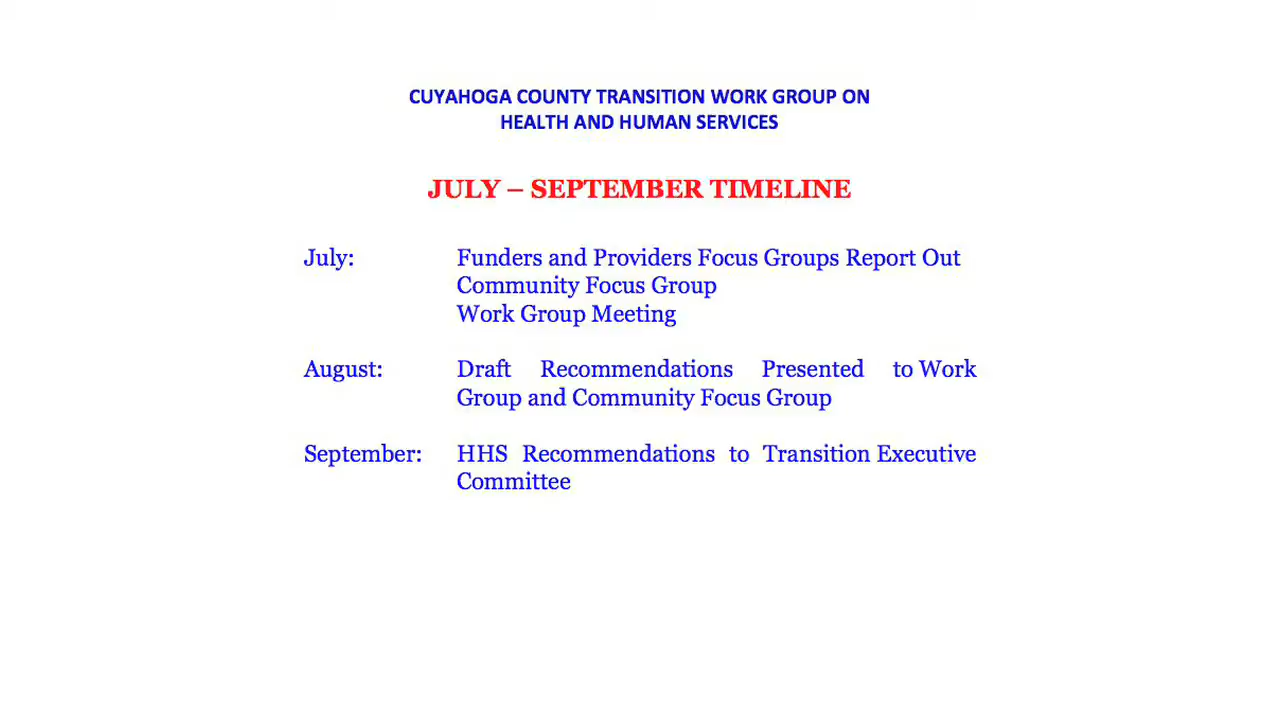 CUYAHOGA COUNTY TRANSITION WORK GROUP ON
HEALTH AND HUMAN SERVICES
JULY – SEPTEMBER TIMELINE
July: Funders and Providers Focus Groups Report Out
Community Focus Group
Work Group Meeting
August: Draft Recommendations Presented to Work
Group and Community Focus Group
September: HHS Recommendations to Transition Executive
Committee